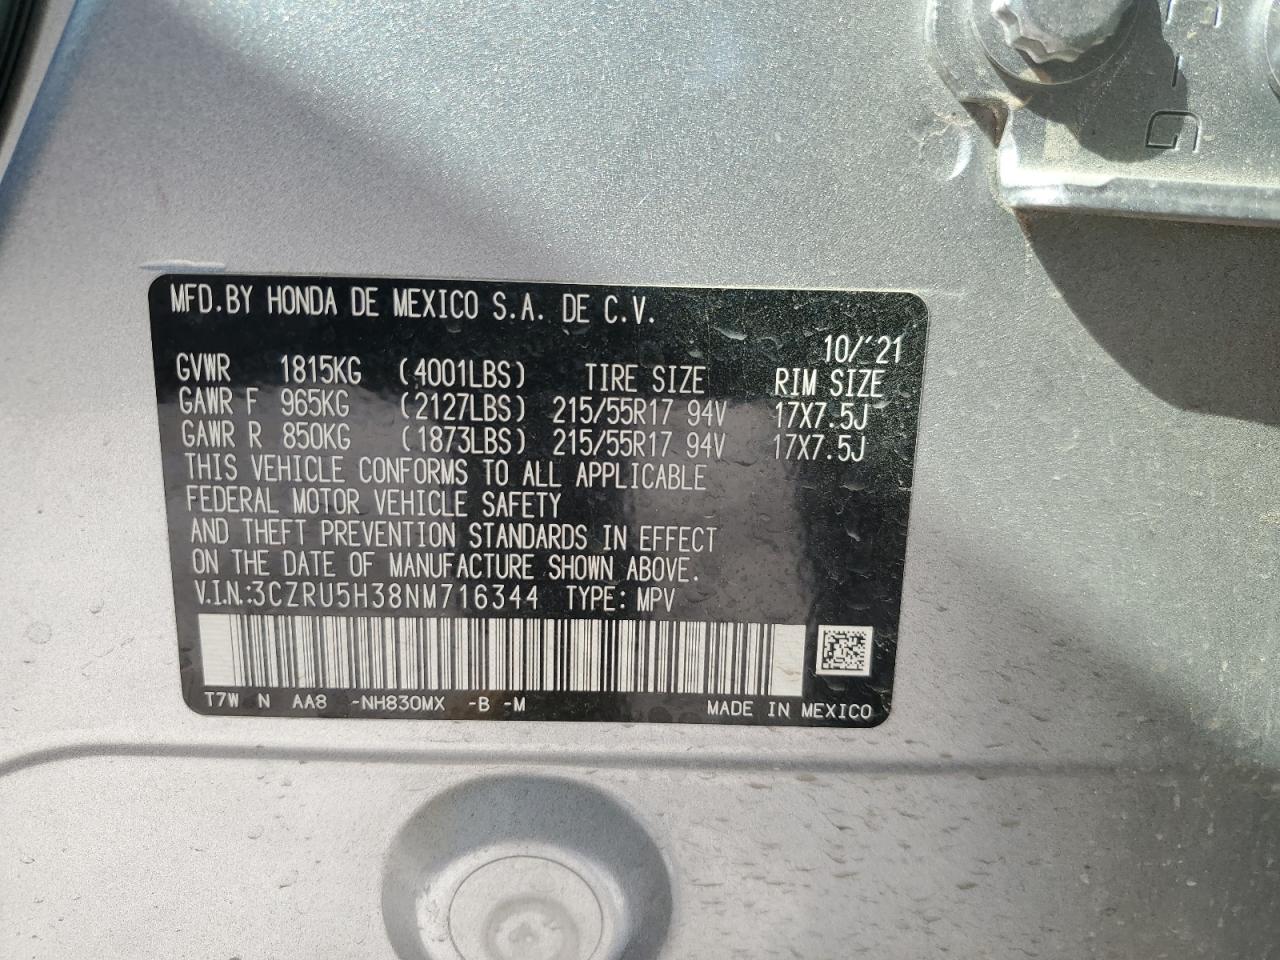 MFD.BY HONDA DE MEXICO S.A. DE C.V.
10/'21
GVWR 1815KG (4001LBS) TIRE SIZE RIM SIZE
GAWR F 965KG (2127LBS) 215/55R17 94V 17X7.5J
GAWR R 850KG (1873LBS) 215/55R17 94V 17X7.5J
THIS VEHICLE CONFORMS TO ALL APPLICABLE
FEDERAL MOTOR VEHICLE SAFETY
AND THEFT PREVENTION STANDARDS IN EFFECT
ON THE DATE OF MANUFACTURE SHOWN ABOVE.
V.I.N.:3CZRU5H38NM716344 TYPE: MPV
T7W N AA8 -NH830MX -B -M MADE IN MEXICO